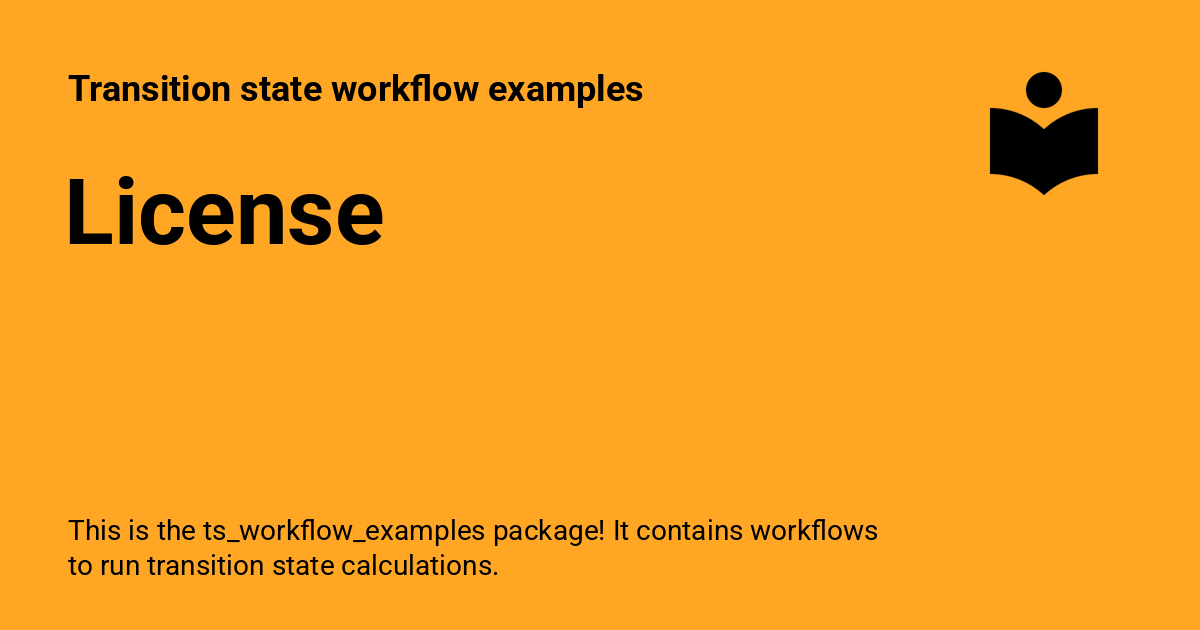 Transition state workflow examples
License
This is the ts_workflow_examples package! It contains workflows
to run transition state calculations.